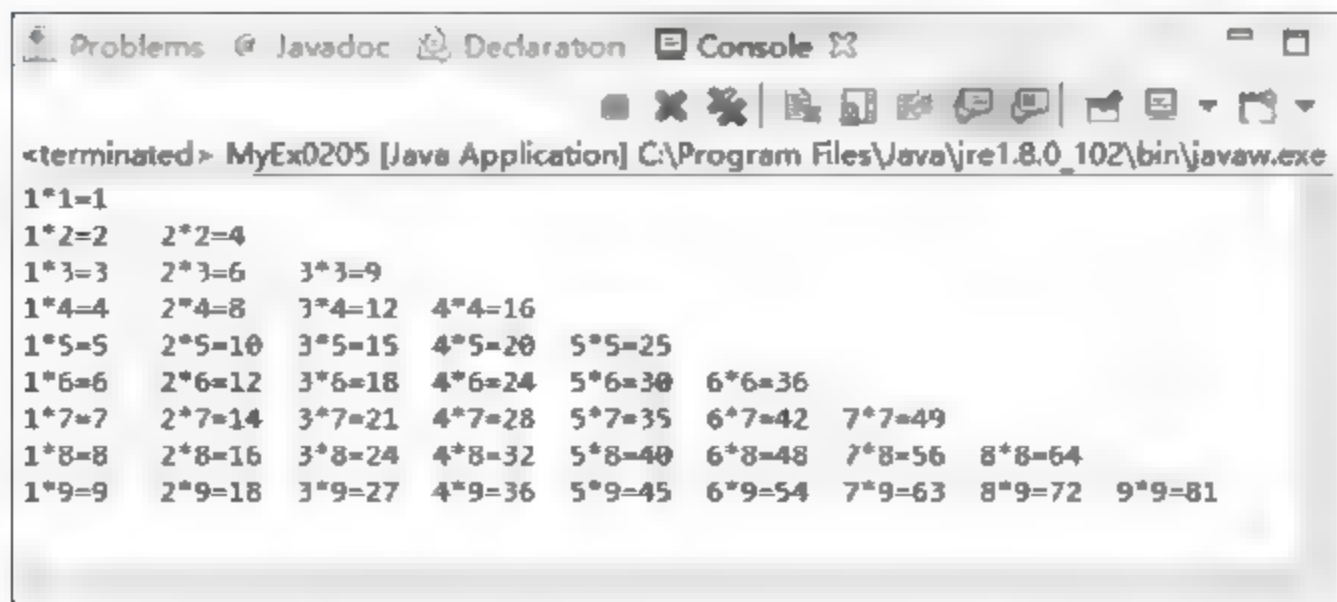 Problems @ Javadoc Declaration Console
<terminated> MyEx0205 [Java Application] C:\Program Files\Java\jre1.8.0_102\bin\javaw.exe
1*1=1
1*2=2 2*2=4
1*3=3 2*3=6 3*3=9
1*4=4 2*4=8 3*4=12 4*4=16
1*5=5 2*5=10 3*5=15 4*5=20 5*5=25
1*6=6 2*6=12 3*6=18 4*6=24 5*6=30 6*6=36
1*7=7 2*7=14 3*7=21 4*7=28 5*7=35 6*7=42 7*7=49
1*8=8 2*8=16 3*8=24 4*8=32 5*8=40 6*8=48 7*8=56 8*8=64
1*9=9 2*9=18 3*9=27 4*9=36 5*9=45 6*9=54 7*9=63 8*9=72 9*9=81